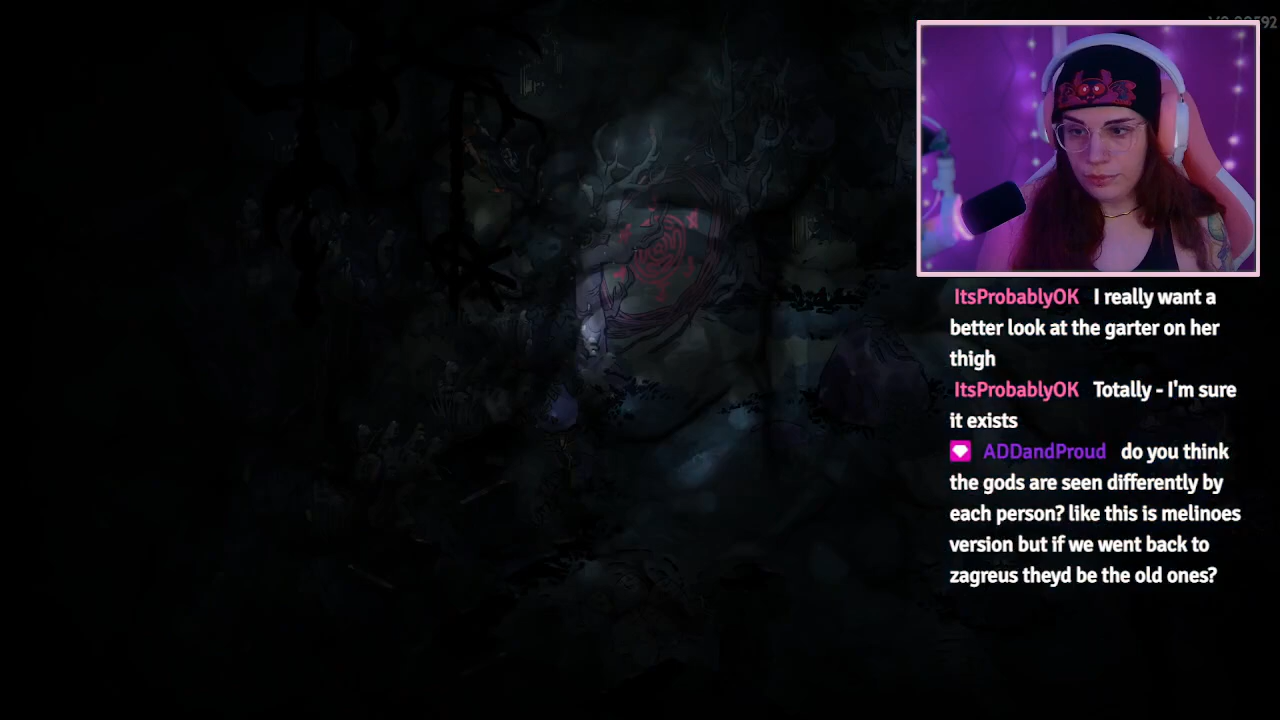 ItsProbablyOK I really want a
better look at the garter on her
thigh
ItsProbablyOK Totally - I'm sure
it exists
ADDandProud do you think
the gods are seen differently by
each person? like this is melinoes
version but if we went back to
zagreus theyd be the old ones?